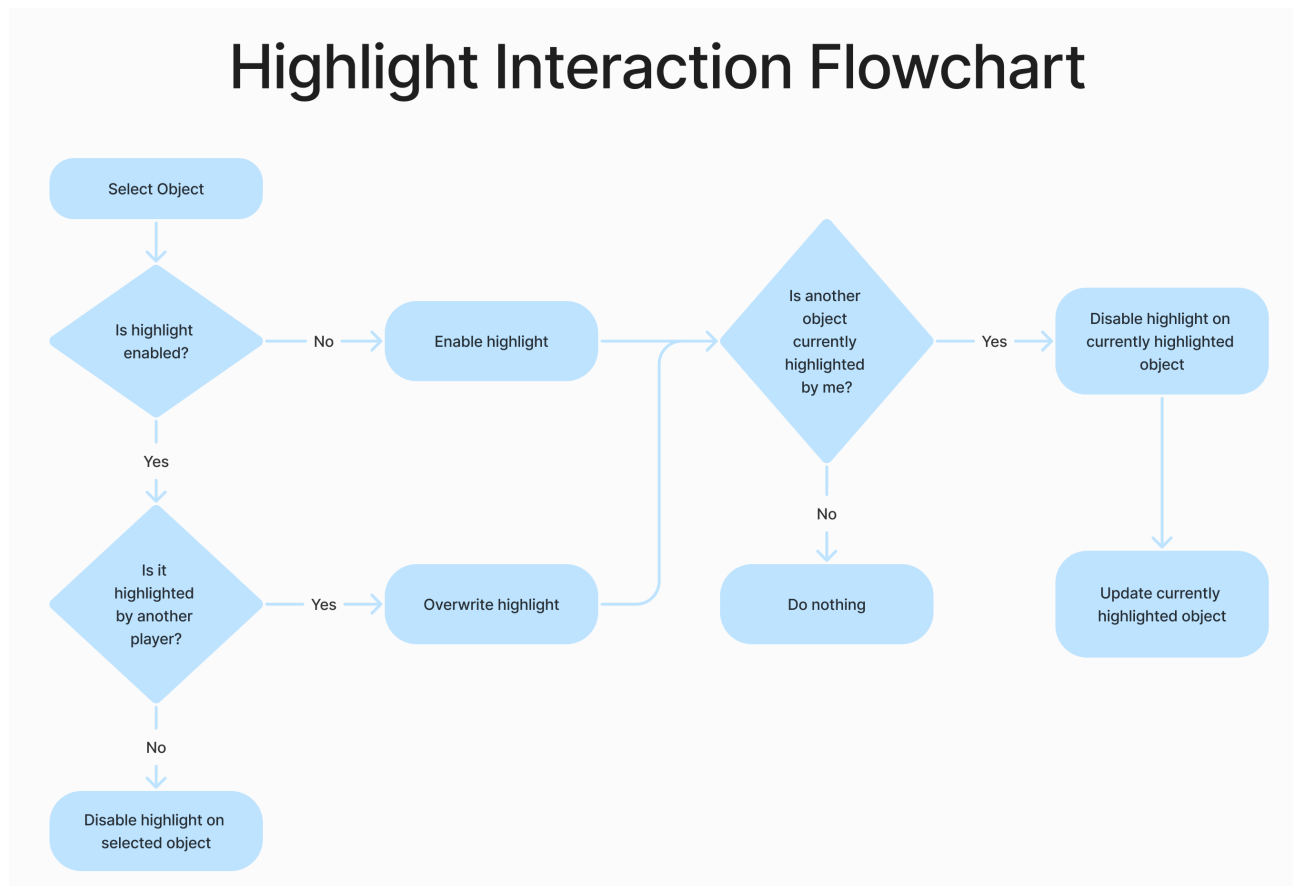 Highlight Interaction Flowchart
Select Object
Is highlight
enabled?
No
Enable highlight
Is another
object
currently
highlighted
by me?
Yes
Disable highlight on
currently highlighted
object
Yes
No
Is it
highlighted
by another
player?
Yes
Overwrite highlight
Do nothing
Update currently
highlighted object
No
Disable highlight on
selected object